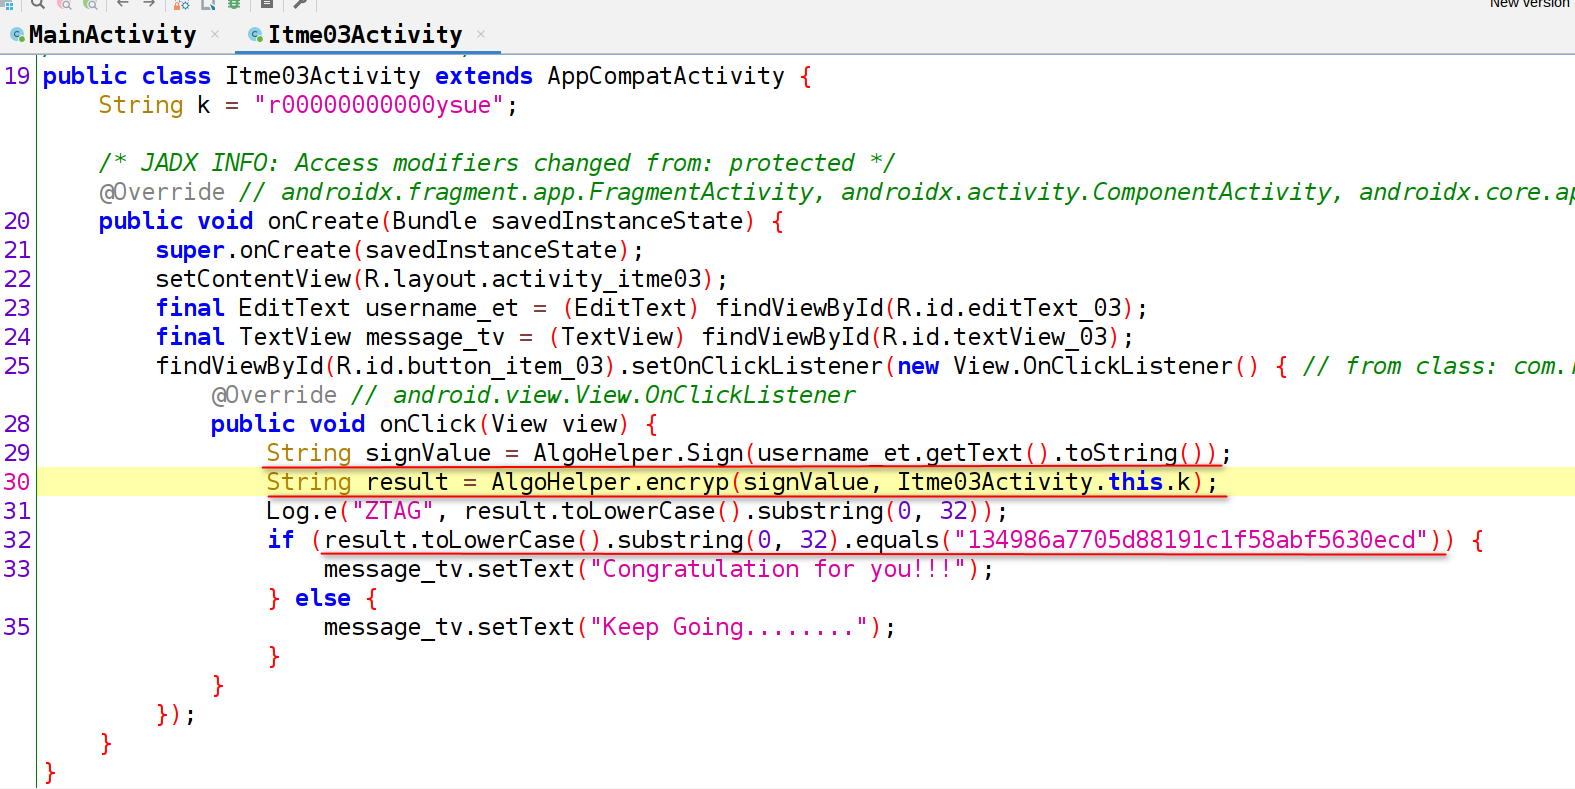 New version
MainActivity × Itme03Activity ×
19 public class Itme03Activity extends AppCompatActivity {
String k = "r00000000000ysue";
/* JADX INFO: Access modifiers changed from: protected */
@Override // androidx.fragment.app.FragmentActivity, androidx.activity.ComponentActivity, androidx.core.ap
20 public void onCreate(Bundle savedInstanceState) {
21 super.onCreate(savedInstanceState);
22 setContentView(R.layout.activity_itme03);
23 final EditText username_et = (EditText) findViewById(R.id.editText_03);
24 final TextView message_tv = (TextView) findViewById(R.id.textView_03);
25 findViewById(R.id.button_item_03).setOnClickListener(new View.OnClickListener() { // from class: com.
@Override // android.view.View.OnClickListener
28 public void onClick(View view) {
29 String signValue = AlgoHelper.Sign(username_et.getText().toString());
30 String result = AlgoHelper.encryp(signValue, Itme03Activity.this.k);
31 Log.e("ZTAG", result.toLowerCase().substring(0, 32));
32 if (result.toLowerCase().substring(0, 32).equals("134986a7705d88191c1f58abf5630ecd")) {
33 message_tv.setText("Congratulation for you!!!");
} else {
35 message_tv.setText("Keep Going........");
}
}
});
}
}